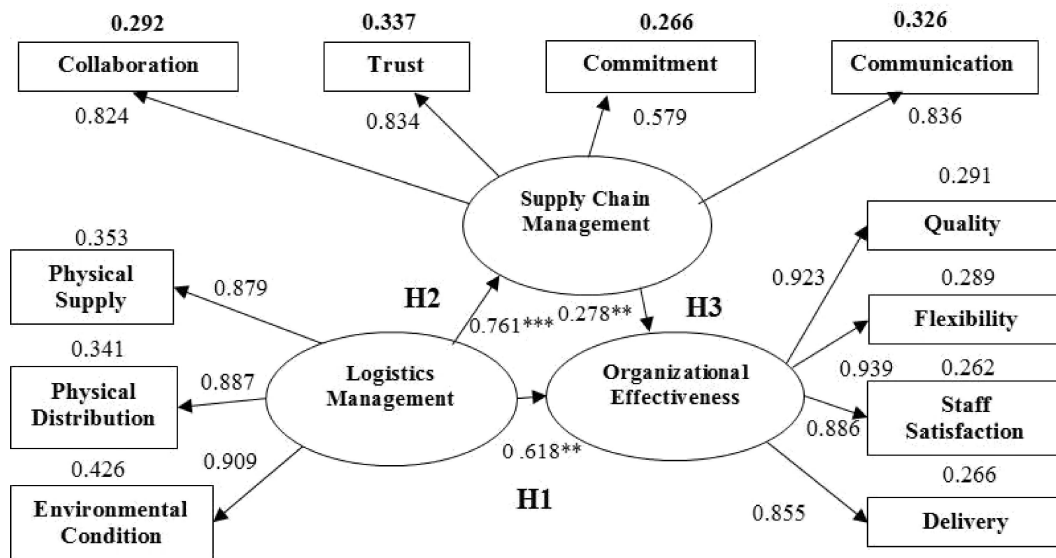 0.292
0.337
0.266
0.326
Collaboration
Trust
Commitment
Communication
0.824
0.834
0.579
0.836
Supply Chain
Management
0.291
Quality
0.923
0.353
Physical
Supply
0.879
H2
0.761***
0.278**
H3
0.289
Flexibility
0.341
Physical
Distribution
0.887
Logistics
Management
Organizational
Effectiveness
0.939
0.262
Staff
Satisfaction
0.886
0 .618**
H1
0.426
Environmental
Condition
0.909
0.855
0.266
Delivery